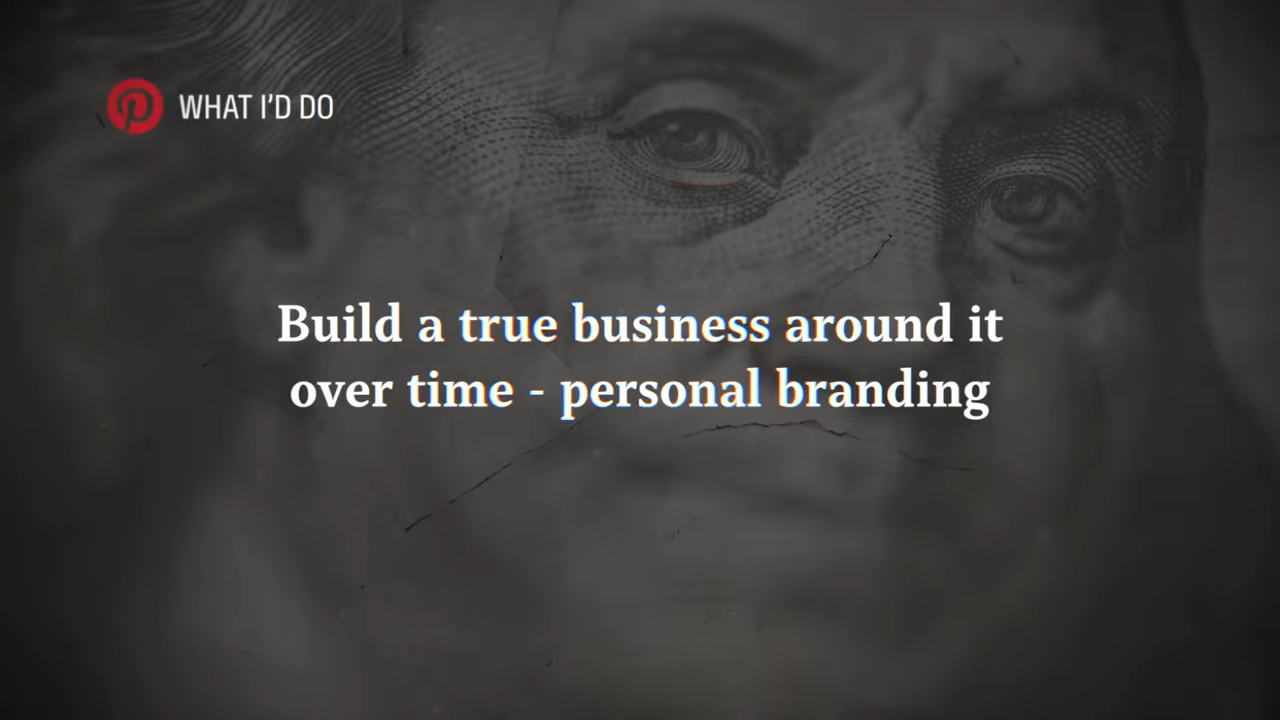 WHAT I'D DO
Build a true business around it
over time - personal branding